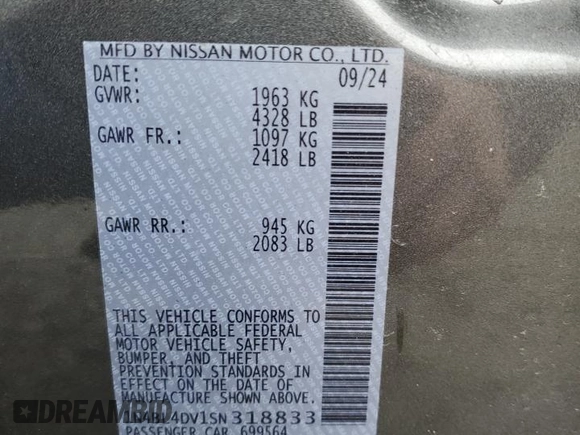 MFD BY NISSAN MOTOR CO., LTD.
DATE: 09/24
GVWR: 1963 KG
4328 LB
GAWR FR.: 1097 KG
2418 LB
GAWR RR.: 945 KG
2083 LB
THIS VEHICLE CONFORMS TO
ALL APPLICABLE FEDERAL
MOTOR VEHICLE SAFETY,
BUMPER, AND THEFT
PREVENTION STANDARDS IN
EFFECT ON THE DATE OF
MANUFACTURE SHOWN ABOVE.
1N4BL4DV1SN318833
PASSENGER CAR 699564